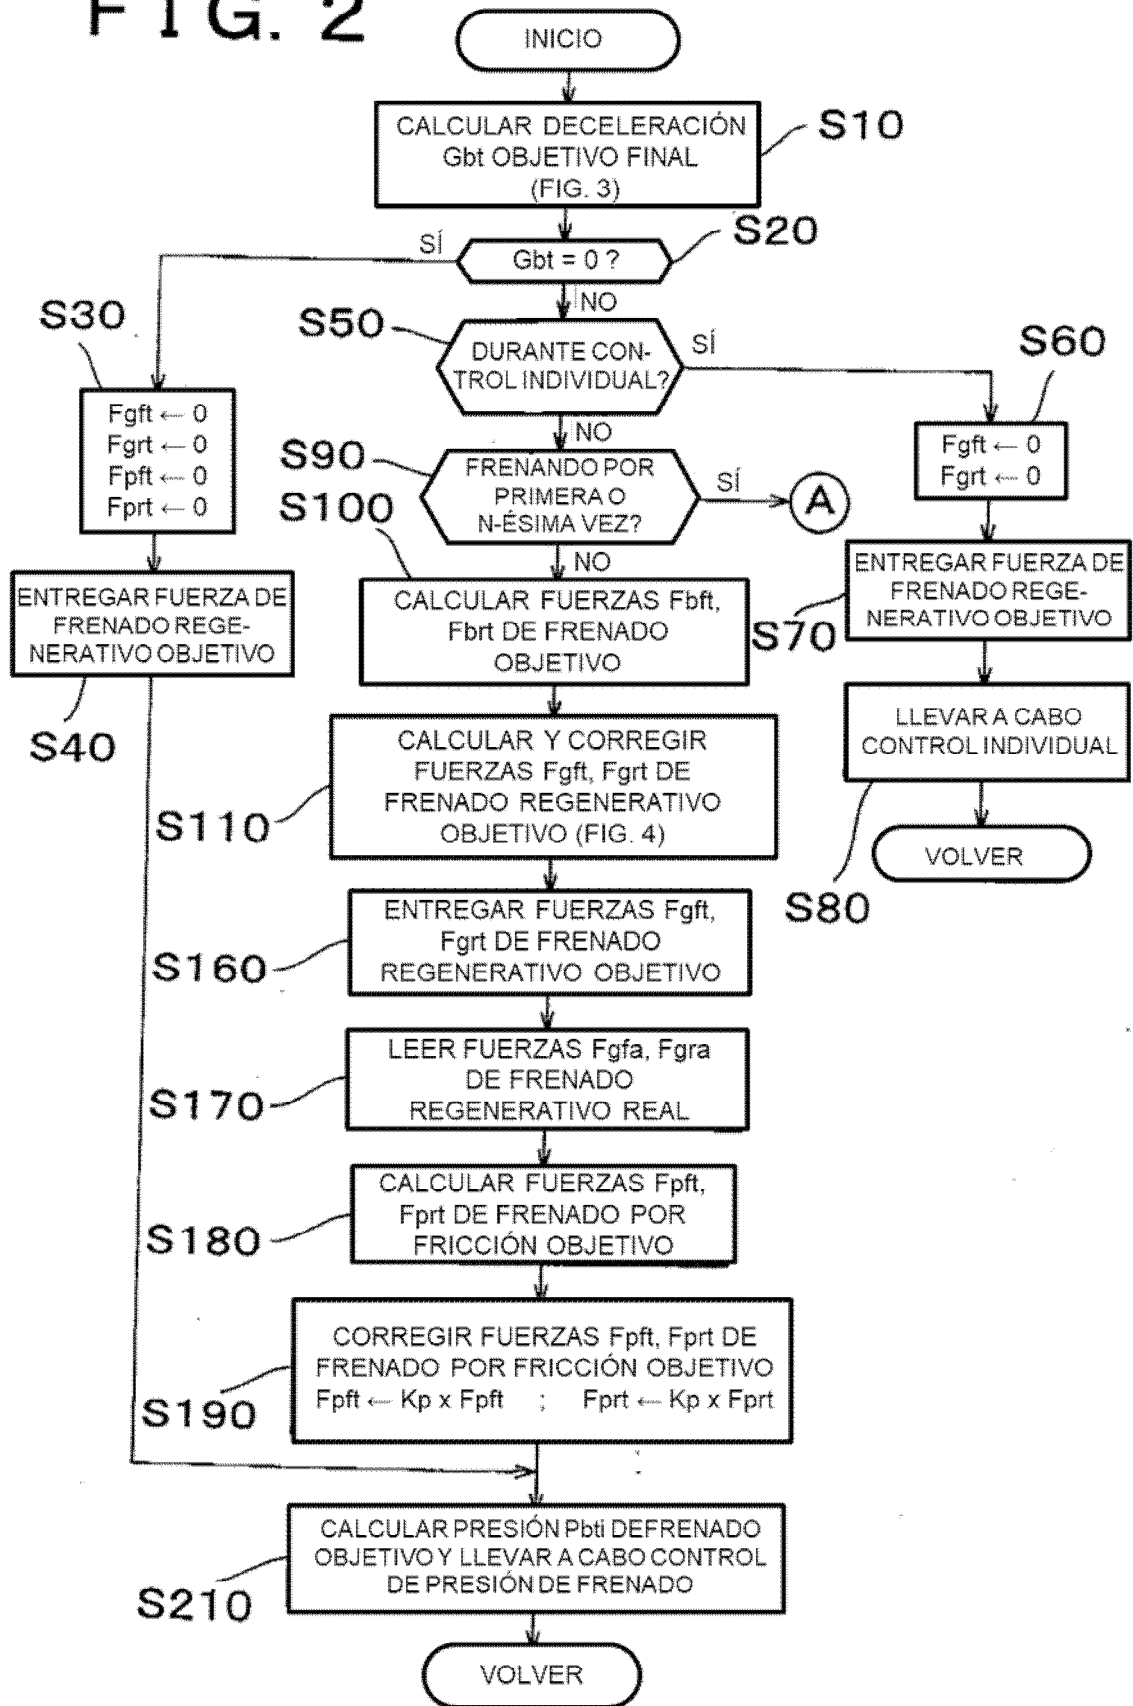 FIG. 2
INICIO
CALCULAR DECELERACIÓN
Gbt OBJETIVO FINAL
(FIG. 3)
S10
Gbt = 0 ?
S20
SÍ
NO
S30
Fgft ← 0
Fgrt ← 0
Fpft ← 0
Fprt ← 0
ENTREGAR FUERZA DE
FRENADO REGE-
NERATIVO OBJETIVO
S40
S50
DURANTE CON-
TROL INDIVIDUAL?
SÍ
NO
S60
Fgft ← 0
Fgrt ← 0
ENTREGAR FUERZA DE
FRENADO REGE-
NERATIVO OBJETIVO
S70
LLEVAR A CABO
CONTROL INDIVIDUAL
S80
VOLVER
S90
FRENANDO POR
PRIMERA O
N-ÉSIMA VEZ?
SÍ
A
NO
S100
CALCULAR FUERZAS Fbft,
Fbrt DE FRENADO
OBJETIVO
CALCULAR Y CORREGIR
FUERZAS Fgft, Fgrt DE
FRENADO REGENERATIVO
OBJETIVO (FIG. 4)
S110
ENTREGAR FUERZAS Fgft,
Fgrt DE FRENADO
REGENERATIVO OBJETIVO
S160
LEER FUERZAS Fgfa, Fgra
DE FRENADO
REGENERATIVO REAL
S170
CALCULAR FUERZAS Fpft,
Fprt DE FRENADO POR
FRICCIÓN OBJETIVO
S180
CORREGIR FUERZAS Fpft, Fprt DE
FRENADO POR FRICCIÓN OBJETIVO
Fpft ← Kp x Fpft ; Fprt ← Kp x Fprt
S190
CALCULAR PRESIÓN Pbti DEFRENADO
OBJETIVO Y LLEVAR A CABO CONTROL
DE PRESIÓN DE FRENADO
S210
VOLVER